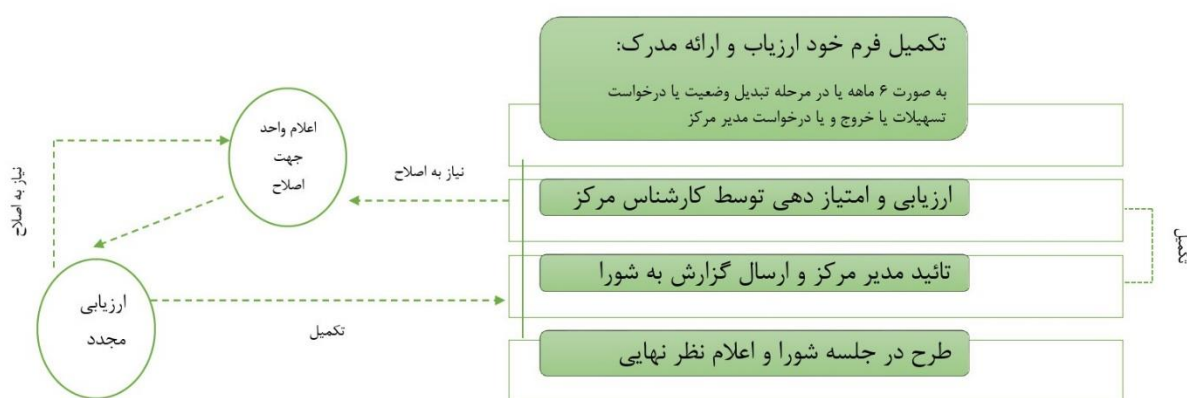 تکمیل فرم خود ارزیاب و ارائه مدرک:
به صورت ۶ ماهه یا در مرحله تبدیل وضعیت یا درخواست
تسهیلات یا خروج و یا درخواست مدیر مرکز
ارزیابی و امتیاز دهی توسط کارشناس مرکز
تائید مدیر مرکز و ارسال گزارش به شورا
طرح در جلسه شورا و اعلام نظر نهایی
تکمیل
نیاز به اصلاح
اعلام واحد
جهت
اصلاح
نیاز به اصلاح
ارزیابی
مجدد
تکمیل